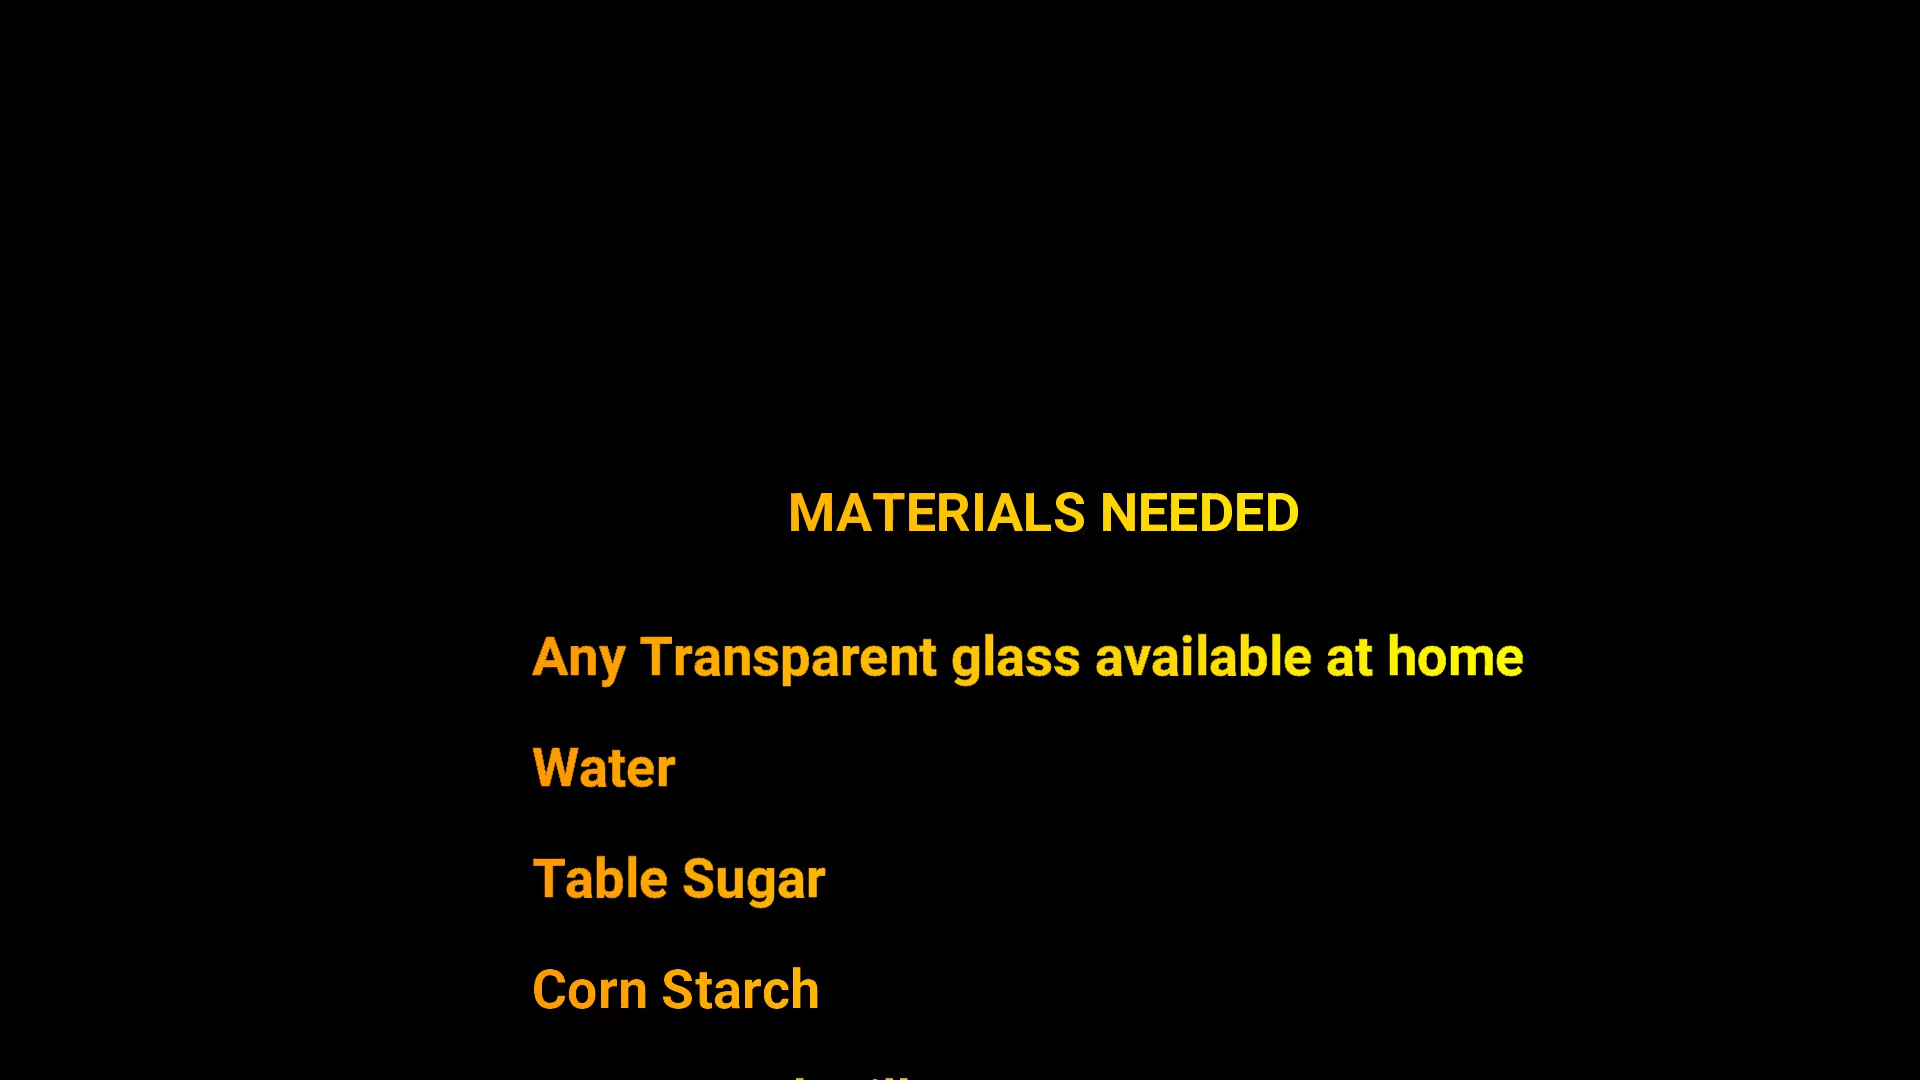 MATERIALS NEEDED
Any Transparent glass available at home
Water
Table Sugar
Corn Starch